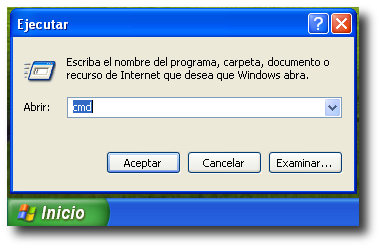 Ejecutar
Escriba el nombre del programa, carpeta, documento o
recurso de Internet que desea que Windows abra.
Abrir: cmd
Aceptar Cancelar Examinar...
Inicio